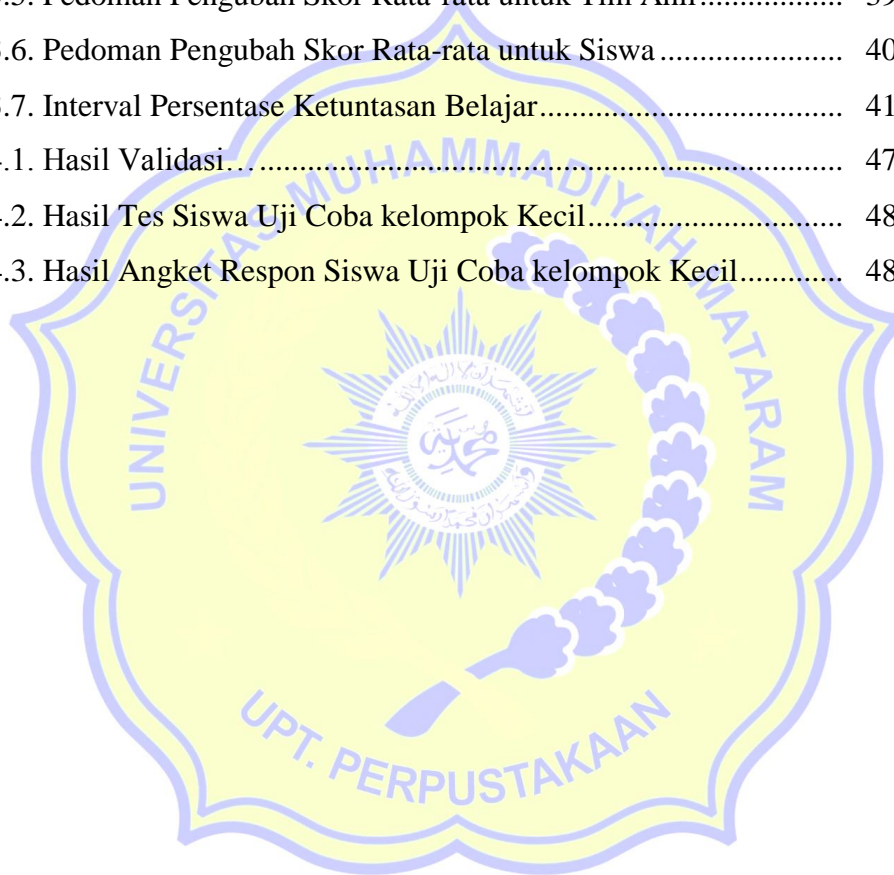 .5. Pedoman Pengubah Skor Rata-rata untuk Tim Ahli.................. 39
.6. Pedoman Pengubah Skor Rata-rata untuk Siswa ....................... 40
.7. Interval Persentase Ketuntasan Belajar...................................... 41
.1. Hasil Validasi…......................................................................... 47
.2. Hasil Tes Siswa Uji Coba kelompok Kecil................................ 48
.3. Hasil Angket Respon Siswa Uji Coba kelompok Kecil............. 48
UNIVERSITAS MUHAMMADIYAH MATARAM
UPT. PERPUSTAKAAN